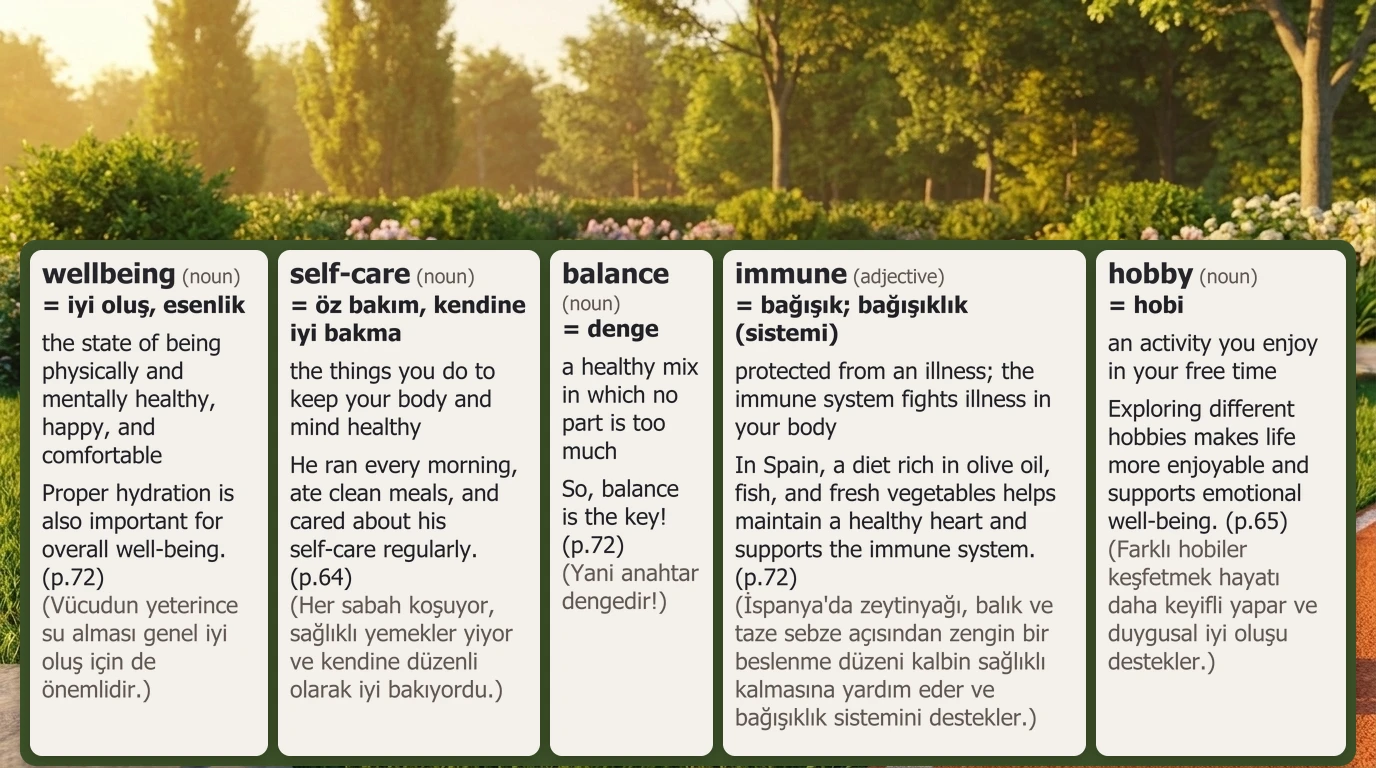 wellbeing (noun)
= iyi oluş, esenlik
the state of being
physically and
mentally healthy,
happy, and
comfortable
Proper hydration is
also important for
overall well-being.
(p.72)
(Vücudun yeterince
su alması genel iyi
oluş için de
önemlidir.)
self-care (noun)
= öz bakım, kendine
iyi bakma
the things you do to
keep your body and
mind healthy
He ran every morning,
ate clean meals, and
cared about his
self-care regularly.
(p.64)
(Her sabah koşuyor,
sağlıklı yemekler yiyor
ve kendine düzenli
olarak iyi bakıyordu.)
balance
(noun)
= denge
a healthy mix
in which no
part is too
much
So, balance
is the key!
(p.72)
(Yani anahtar
dengedir!)
immune (adjective)
= bağışık; bağışıklık
(sistemi)
protected from an illness; the
immune system fights illness in
your body
In Spain, a diet rich in olive oil,
fish, and fresh vegetables helps
maintain a healthy heart and
supports the immune system.
(p.72)
(İspanya'da zeytinyağı, balık ve
taze sebze açısından zengin bir
beslenme düzeni kalbin sağlıklı
kalmasına yardım eder ve
bağışıklık sistemini destekler.)
hobby (noun)
= hobi
an activity you enjoy
in your free time
Exploring different
hobbies makes life
more enjoyable and
supports emotional
well-being. (p.65)
(Farklı hobiler
keşfetmek hayatı
daha keyifli yapar ve
duygusal iyi oluşu
destekler.)